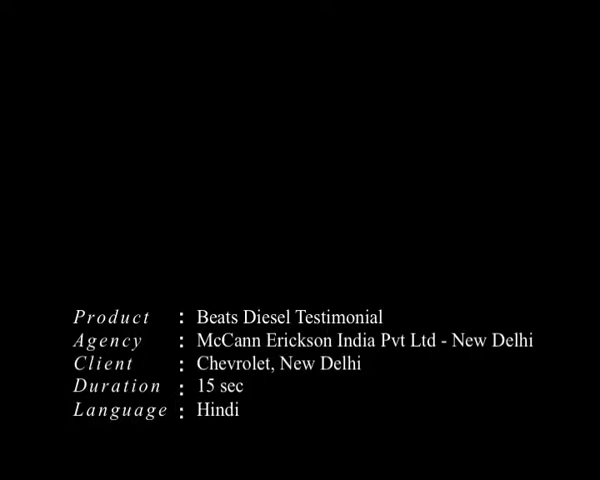 Product : Beats Diesel Testimonial
Agency : McCann Erickson India Pvt Ltd - New Delhi
Client : Chevrolet, New Delhi
Duration : 15 sec
Language : Hindi